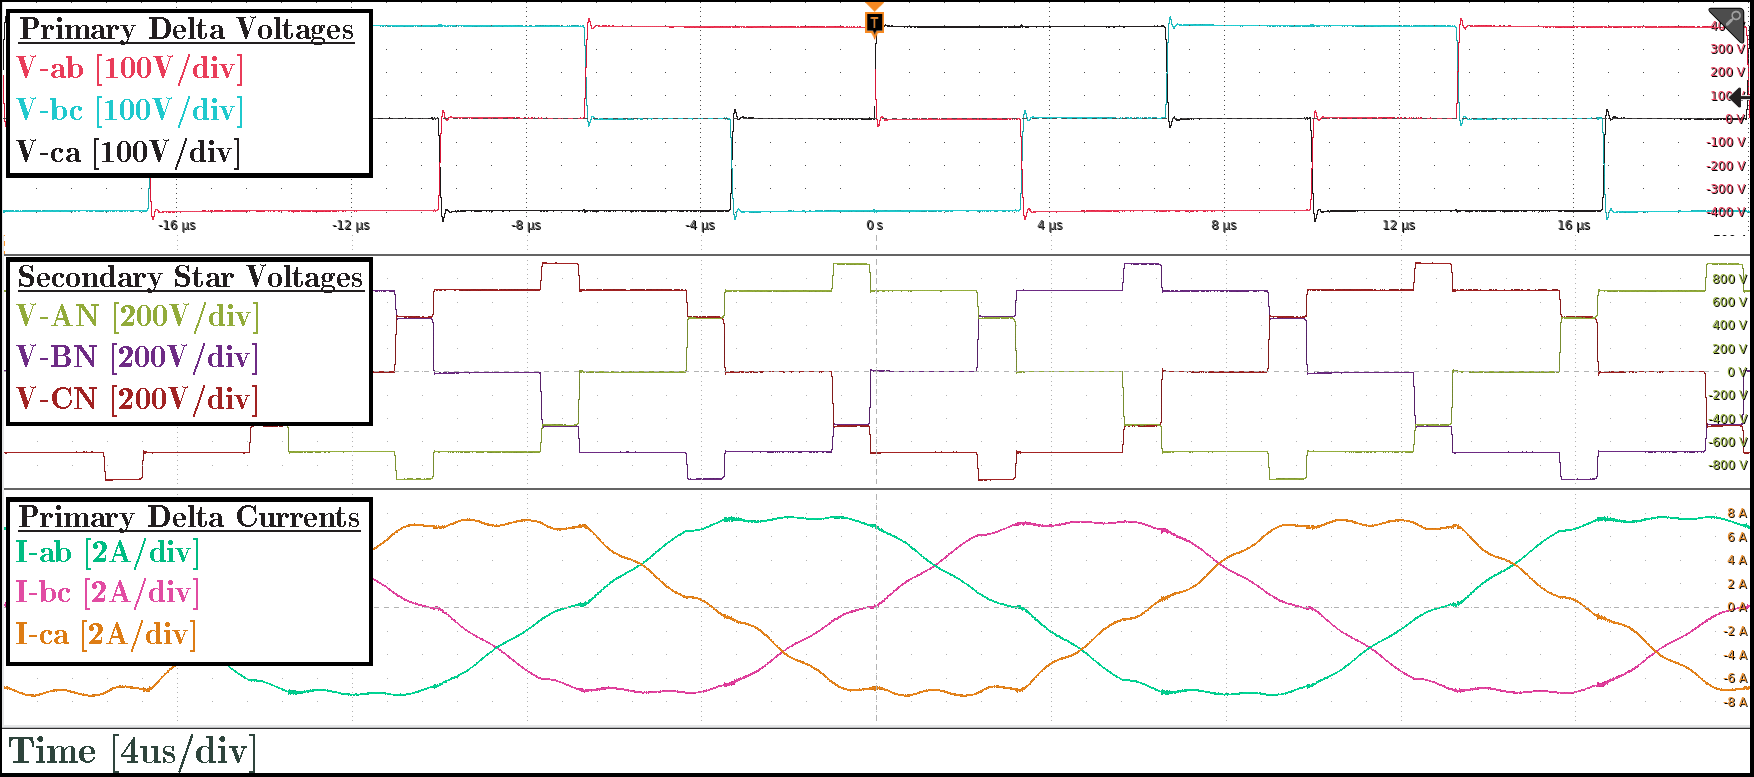 Primary Delta Voltages
V-ab [100V/div]
V-bc [100V/div]
V-ca [100V/div]
T
300 V
200 V
100
0 V
-100 V
-200 V
-300 V
-400 V
-16 µs
-12 µs
-8 µs
-4 µs
0 s
4 µs
8 µs
12 µs
16 µs
Secondary Star Voltages
V-AN [200V/div]
V-BN [200V/div]
V-CN [200V/div]
800 V
600 V
400 V
200 V
0 V
-200 V
-400 V
-600 V
-800 V
Primary Delta Currents
I-ab [2A/div]
I-bc [2A/div]
I-ca [2A/div]
8 A
6 A
4 A
2 A
0 A
-2 A
-4 A
-6 A
-8 A
Time [4us/div]